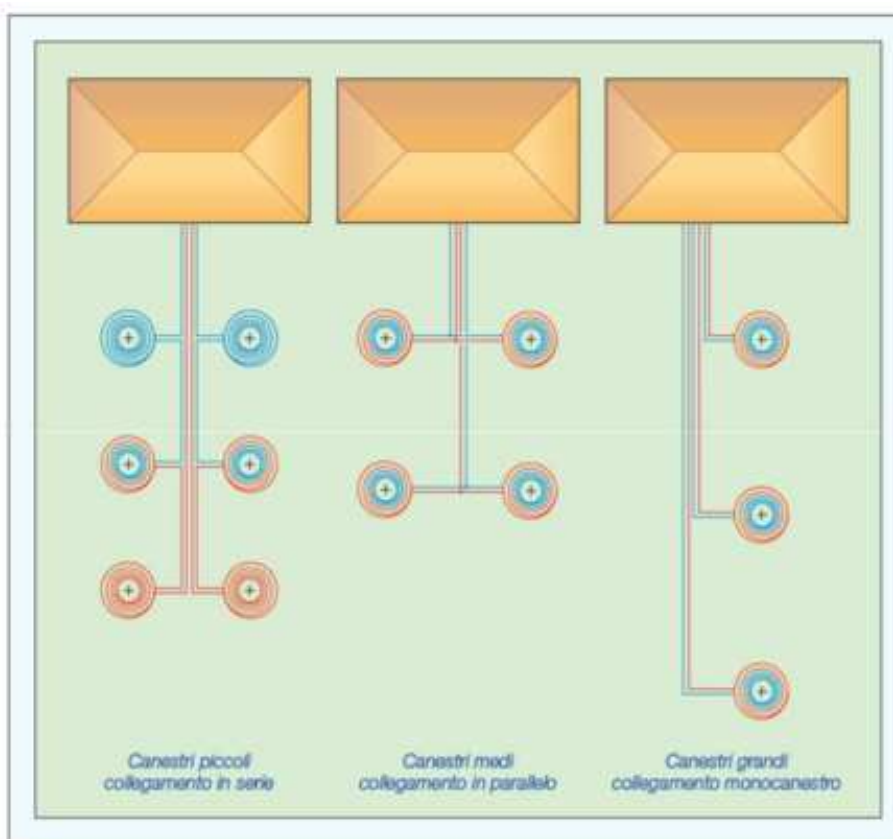 Canestri piccoli
collegamento in serie
Canestri medi
collegamento in parallelo
Canestri grandi
collegamento monocanestro